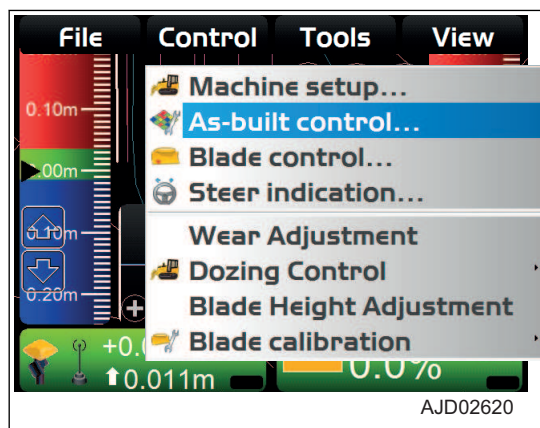 File Control Tools View
Machine setup...
0.10m
As-built control...
Blade control...
.00m
Steer indication...
Wear Adjustment
Dozing Control
Blade Height Adjustment
0.20m
Blade calibration
+0.
0.011m
0.0%
AJD02620